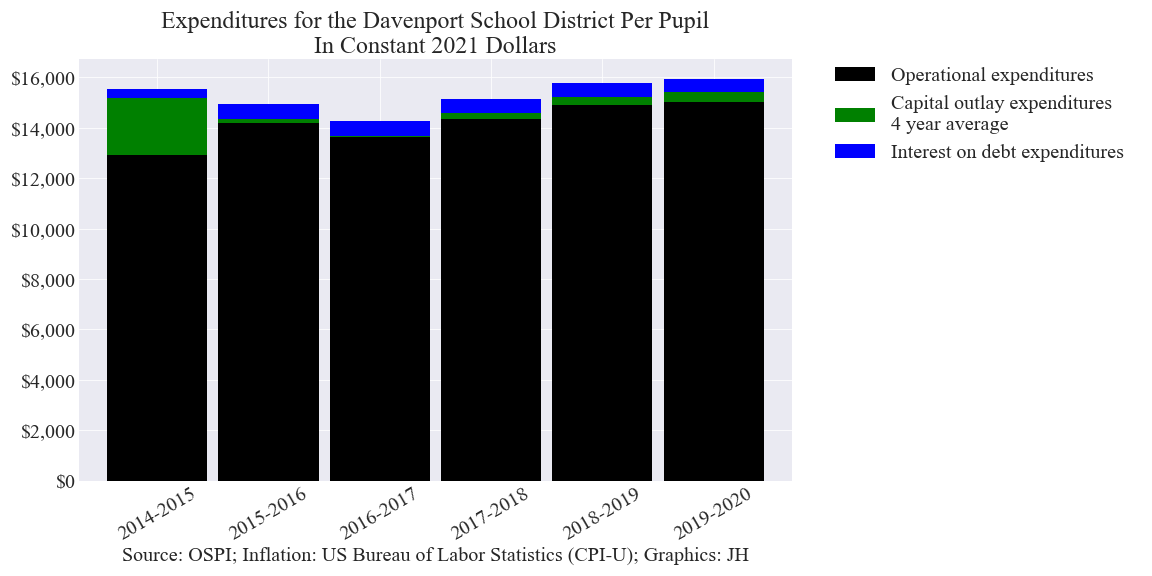 Expenditures for the Davenport School District Per Pupil
In Constant 2021 Dollars
$16,000
$14,000
$12,000
$10,000
$8,000
$6,000
$4,000
$2,000
$0
Operational expenditures
Capital outlay expenditures
4 year average
Interest on debt expenditures
2014-2015
2015-2016
2016-2017
2017-2018
2018-2019
2019-2020
Source: OSPI; Inflation: US Bureau of Labor Statistics (CPI-U); Graphics: JH